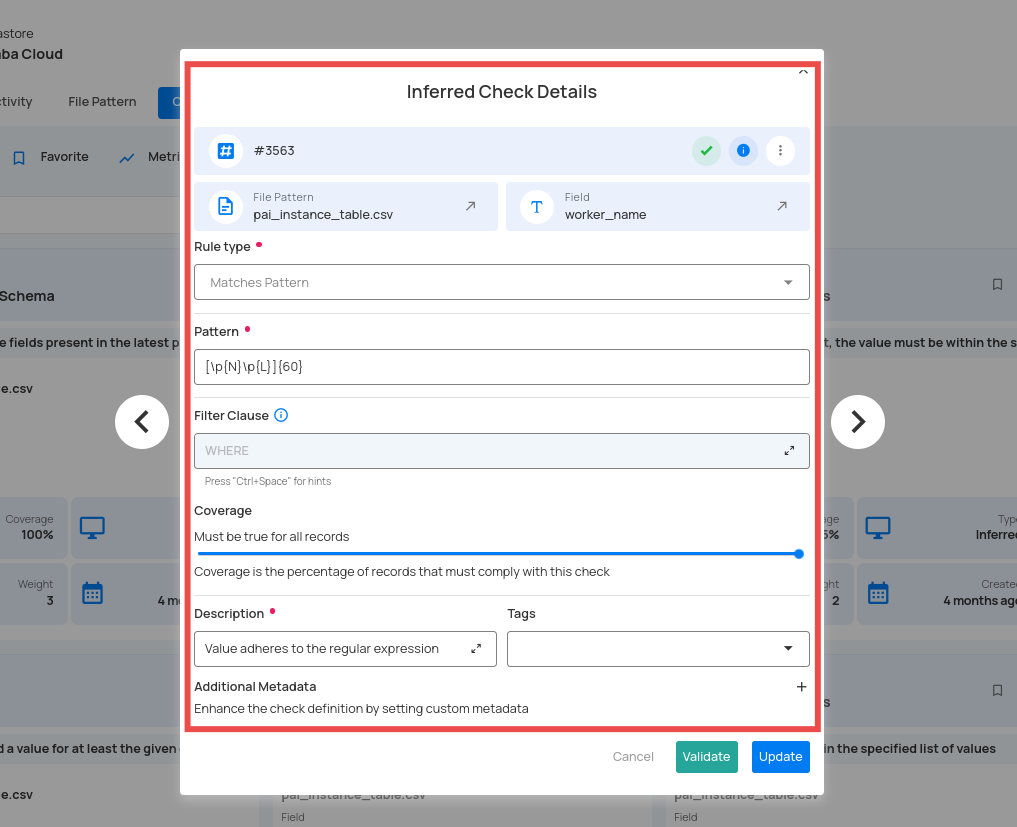 astore
ba Cloud
tivity
File Pattern
Favorite
Metri
Schema
s
e fields present in the latest p
t, the value must be within the s
e.csv
Coverage
100%
age
5%
Type
Inferre
Weight
3
4 m
ght
2
Create
4 months ago
s
d a value for at least the given
in the specified list of values
e.csv
pai_instance_table.csv
pai_instance_table.csv
Field
Field
Inferred Check Details
#3563
File Pattern
pai_instance_table.csv
Field
worker_name
Rule type
Matches Pattern
Pattern
[\p{N}\p{L}]{60}
Filter Clause
WHERE
Press "Ctrl+Space" for hints
Coverage
Must be true for all records
Coverage is the percentage of records that must comply with this check
Description
Tags
Value adheres to the regular expression
Additional Metadata
Enhance the check definition by setting custom metadata
Cancel
Validate
Update